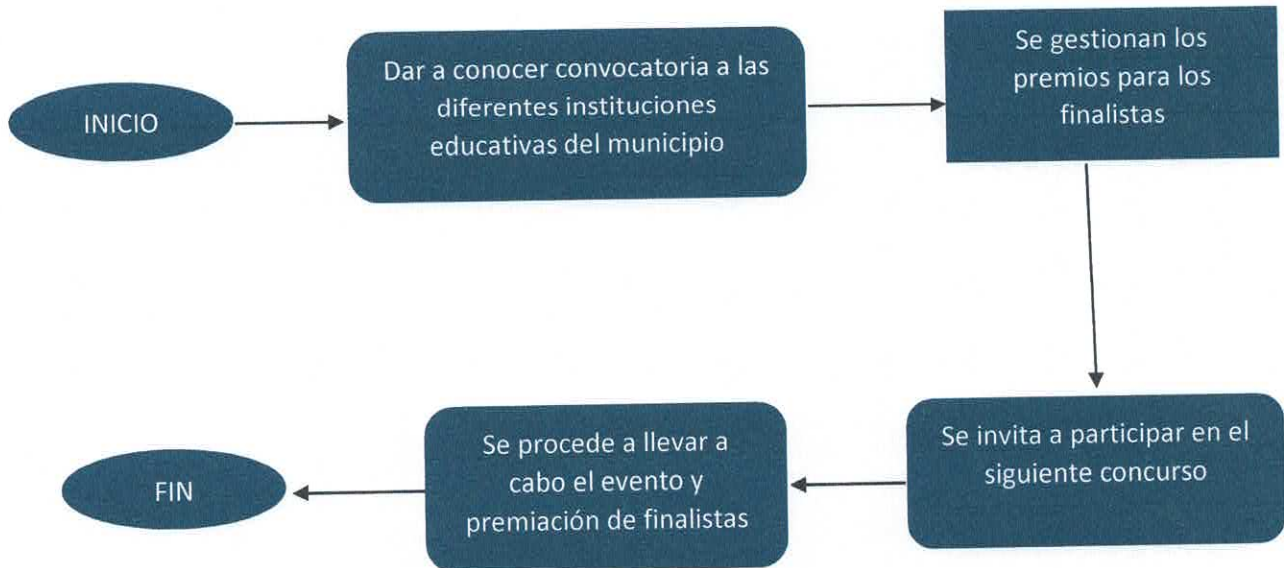 INICIO
Dar a conocer convocatoria a las
diferentes instituciones
educativas del municipio
Se gestionan los
premios para los
finalistas
Se invita a participar en el
siguiente concurso
Se procede a llevar a
cabo el evento y
premiación de finalistas
FIN